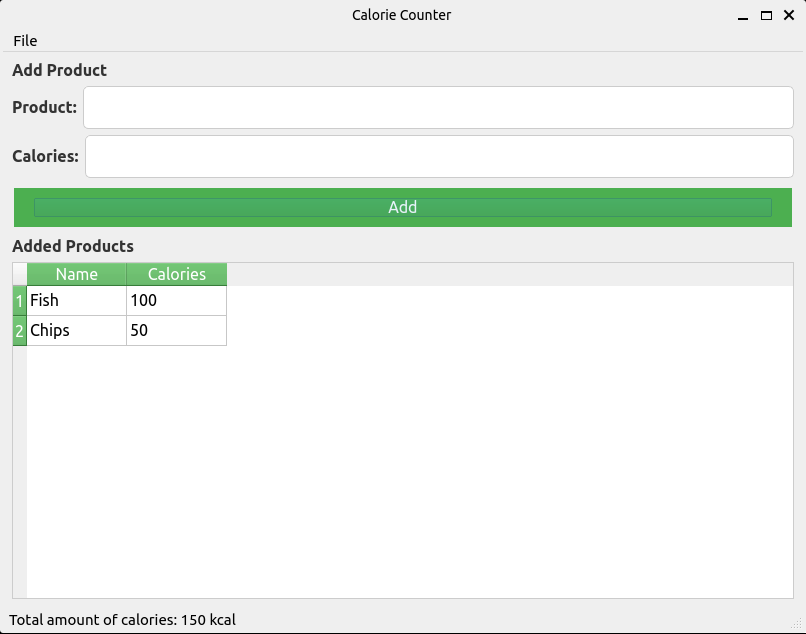 Calorie Counter
File
Add Product
Product:
Calories:
Add
Added Products
Name Calories
1 Fish 100
2 Chips 50
Total amount of calories: 150 kcal